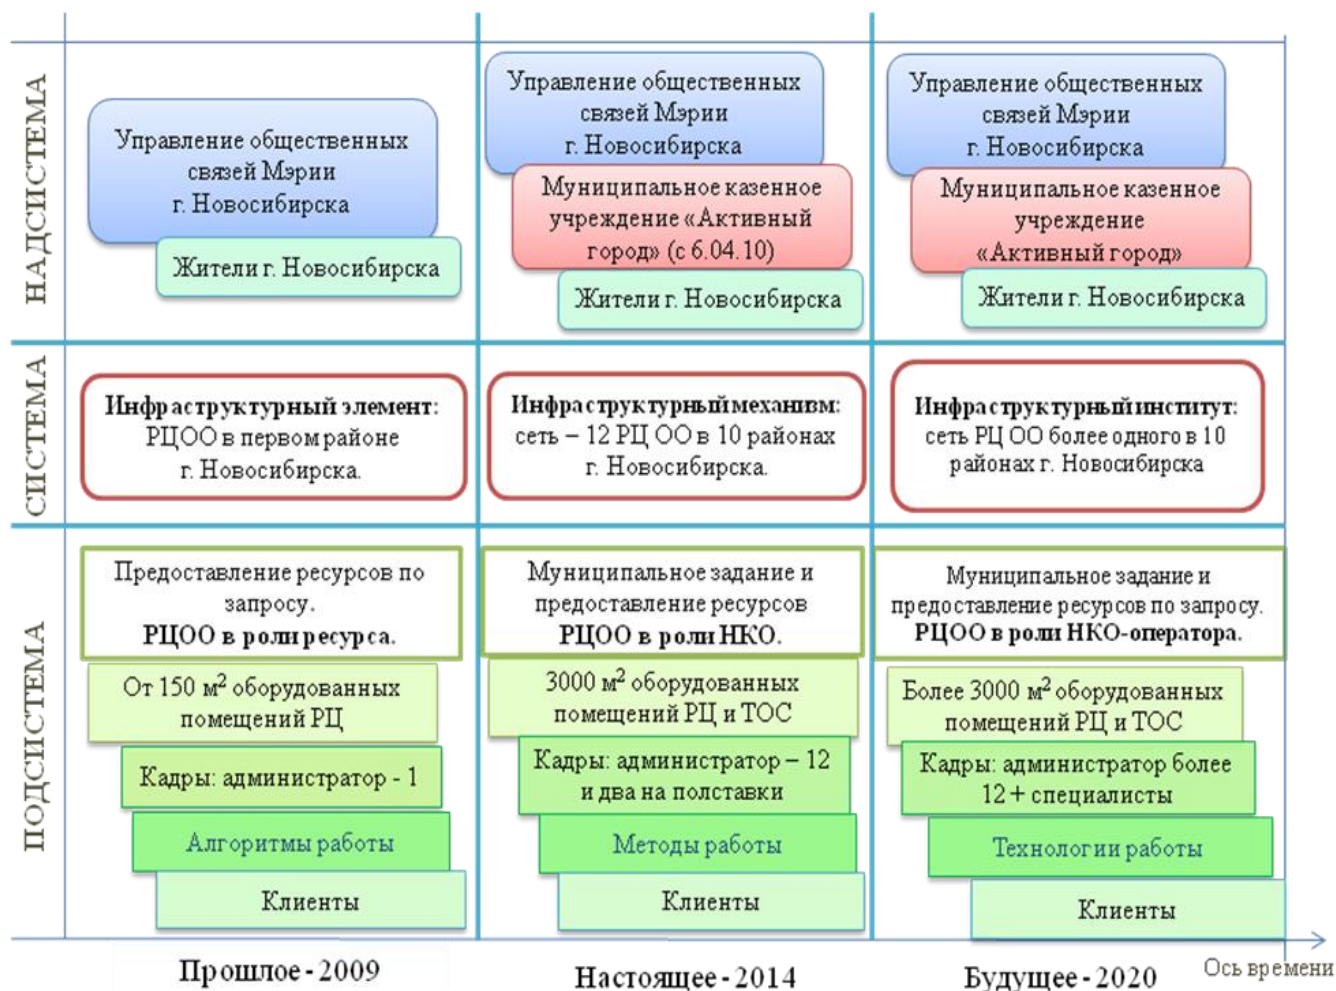 НАДСИСТЕМА
Управление общественных
связей Мэрии
г. Новосибирска
Жители г. Новосибирска
Управление общественных
связей Мэрии
г. Новосибирска
Муниципальное казенное
учреждение «Активный
город» (с 6.04.10)
Жители г. Новосибирска
Управление общественных
связей Мэрии
г. Новосибирска
Муниципальное казенное
учреждение
«Активный город»
Жители г. Новосибирска
СИСТЕМА
Инфраструктурный элемент:
РЦОО в первом районе
г. Новосибирска.
Инфраструктурный механизм:
сеть – 12 РЦ ОО в 10 районах
г. Новосибирска.
Инфраструктурный институт:
сеть РЦ ОО более одного в 10
районах г. Новосибирска
ПОДСИСТЕМА
Предоставление ресурсов по
запросу.
РЦОО в роли ресурса.
От 150 м² оборудованных
помещений РЦ
Кадры: администратор - 1
Алгоритмы работы
Клиенты
Муниципальное задание и
предоставление ресурсов
РЦОО в роли НКО.
3000 м² оборудованных
помещений РЦ и ТОС
Кадры: администратор – 12
и два на полставки
Методы работы
Клиенты
Муниципальное задание и
предоставление ресурсов по запросу.
РЦОО в роли НКО-оператора.
Более 3000 м² оборудованных
помещений РЦ и ТОС
Кадры: администратор более
12 + специалисты
Технологии работы
Клиенты
Прошлое - 2009
Настоящее - 2014
Будущее - 2020
Ось времени